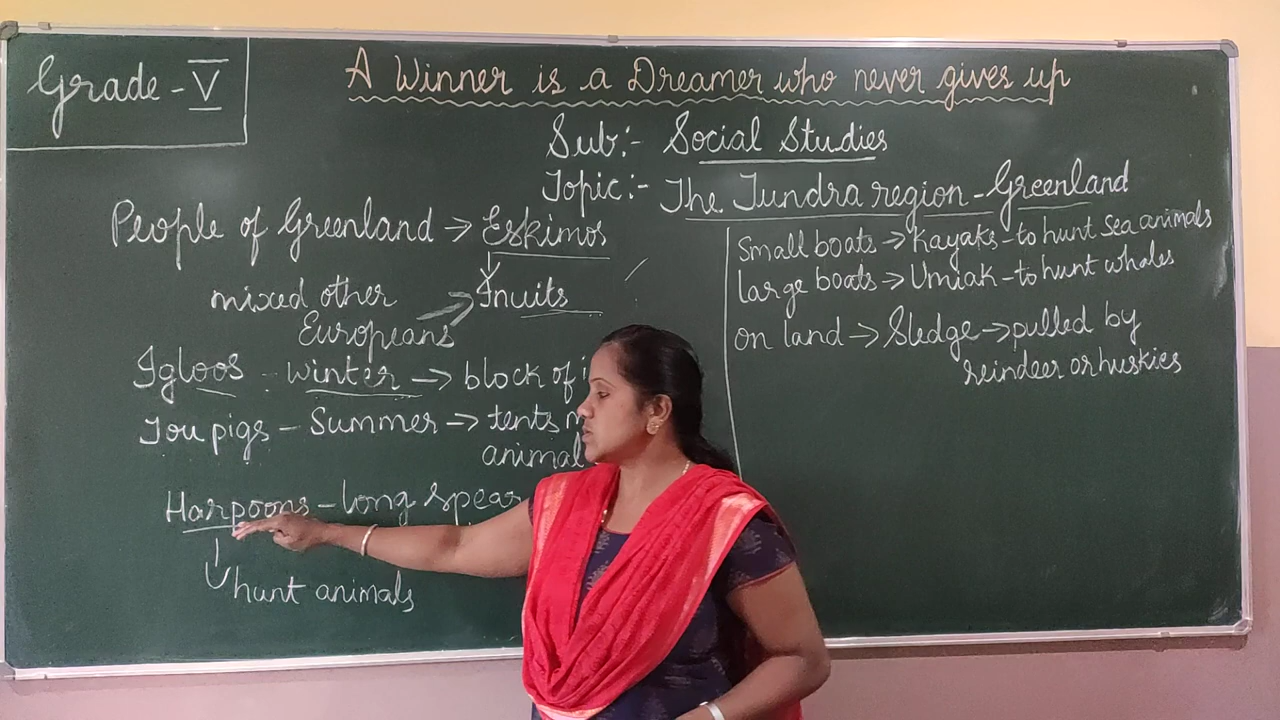 Grade - V
A Winner is a Dreamer who never gives up
Sub:- Social Studies
Topic:- The Tundra region - Greenland
People of Greenland → Eskimos
mixed other → Inuits
Europeans
Igloos - winter → block of
Toupigs - Summer → tents
animal
Harpoons - long spear
hunt animals
Small boats → Kayaks - to hunt Sea animals
large boats → Umiak - to hunt whales
on land → Sledge → pulled by
reindeer or huskies